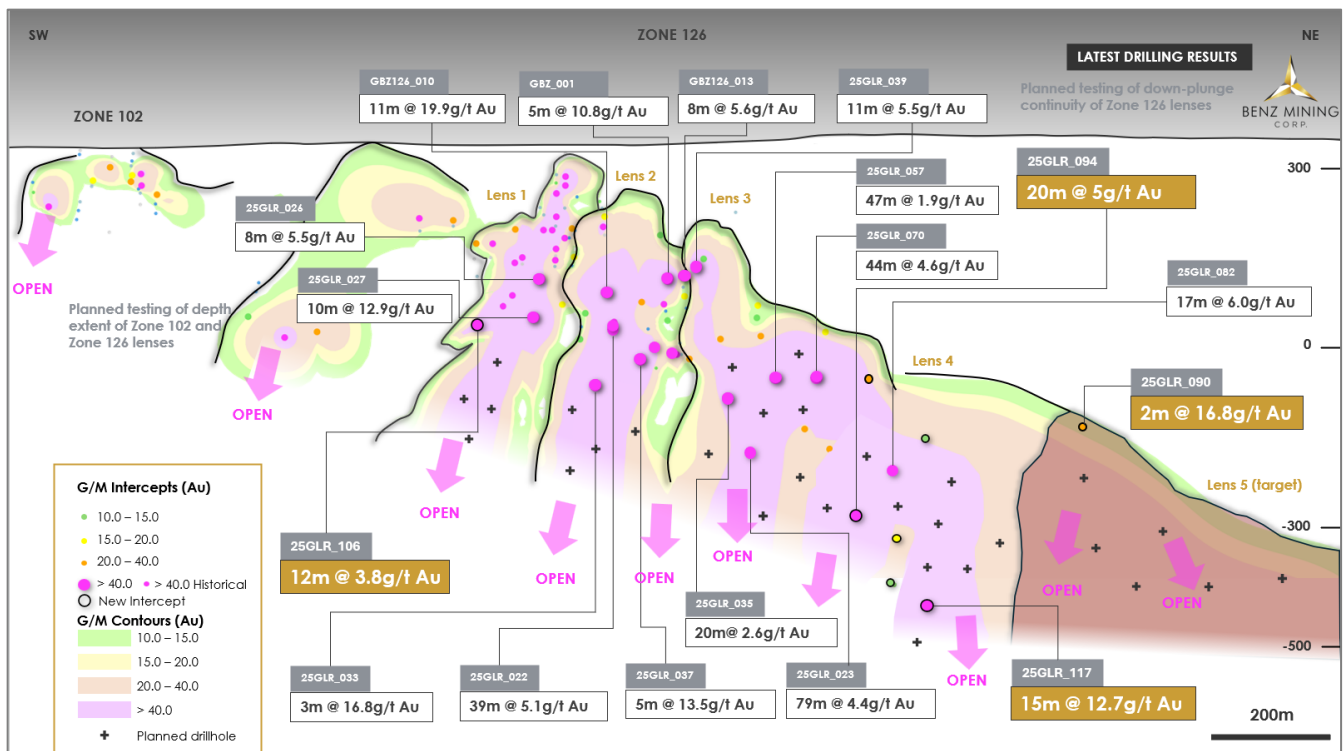 SW
ZONE 126
NE
LATEST DRILLING RESULTS
Planned testing of down-plunge
continuity of Zone 126 lenses
BENZ MINING
CORP.
ZONE 102
GBZ126_010
11m @ 19.9g/t Au
GBZ_001
5m @ 10.8g/t Au
GBZ126_013
8m @ 5.6g/t Au
25GLR_039
11m @ 5.5g/t Au
25GLR_057
47m @ 1.9g/t Au
25GLR_094
20m @ 5g/t Au
300
Lens 1
Lens 2
Lens 3
25GLR_026
8m @ 5.5g/t Au
25GLR_070
44m @ 4.6g/t Au
25GLR_027
10m @ 12.9g/t Au
25GLR_082
17m @ 6.0g/t Au
OPEN
Planned testing of depth
extent of Zone 102 and
Zone 126 lenses
0
Lens 4
25GLR_090
2m @ 16.8g/t Au
OPEN
Lens 5 (target)
G/M Intercepts (Au)
10.0 – 15.0
15.0 – 20.0
20.0 – 40.0
> 40.0
> 40.0 Historical
New Intercept
G/M Contours (Au)
10.0 – 15.0
15.0 – 20.0
20.0 – 40.0
> 40.0
Planned drillhole
OPEN
-300
25GLR_106
12m @ 3.8g/t Au
OPEN
OPEN
OPEN
OPEN
OPEN
OPEN
25GLR_035
20m@ 2.6g/t Au
OPEN
-500
25GLR_033
3m @ 16.8g/t Au
25GLR_022
39m @ 5.1g/t Au
25GLR_037
5m @ 13.5g/t Au
25GLR_023
79m @ 4.4g/t Au
OPEN
25GLR_117
15m @ 12.7g/t Au
200m